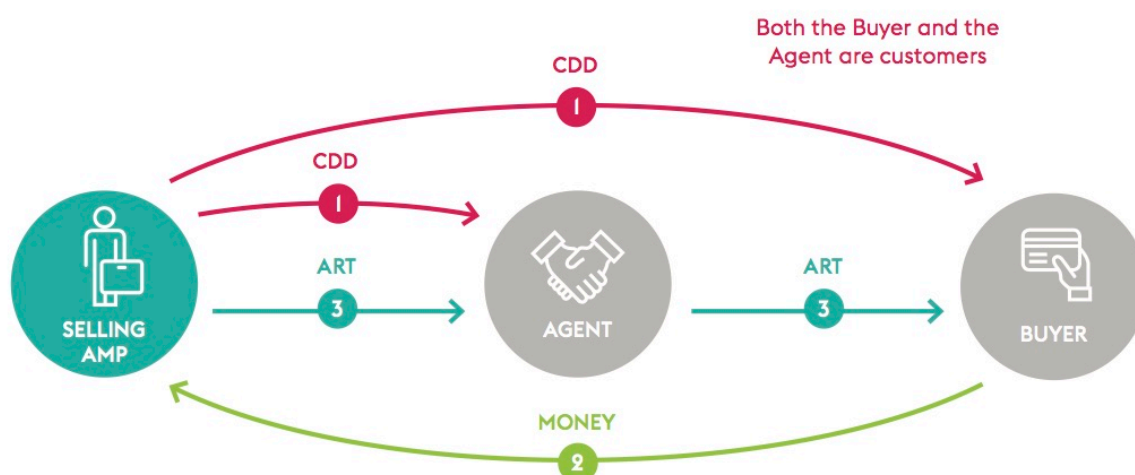 Both the Buyer and the
Agent are customers
CDD
1
CDD
1
ART
3
ART
3
SELLING
AMP
AGENT
BUYER
MONEY
2